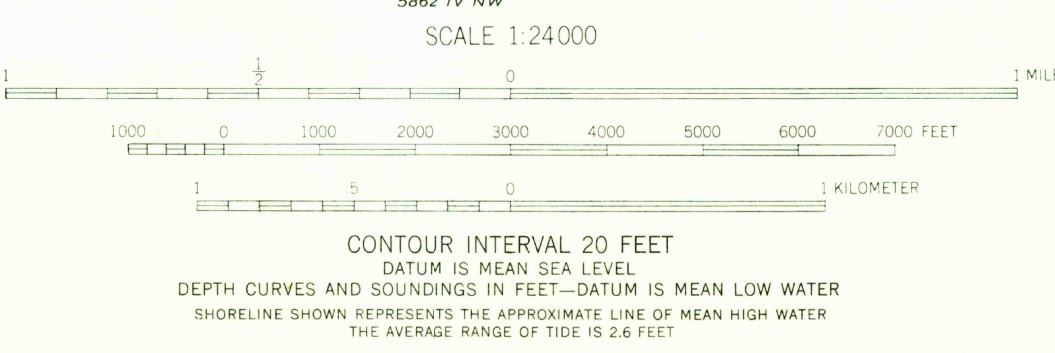 5862 IV NW
SCALE 1:24000
1 1/2 0 1 MILE
1000 0 1000 2000 3000 4000 5000 6000 7000 FEET
1 5 0 1 KILOMETER
CONTOUR INTERVAL 20 FEET
DATUM IS MEAN SEA LEVEL
DEPTH CURVES AND SOUNDINGS IN FEET—DATUM IS MEAN LOW WATER
SHORELINE SHOWN REPRESENTS THE APPROXIMATE LINE OF MEAN HIGH WATER
THE AVERAGE RANGE OF TIDE IS 2.6 FEET